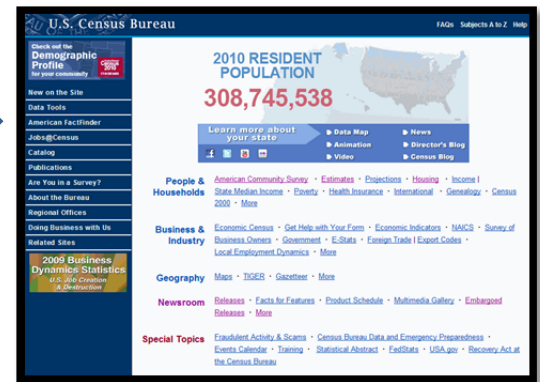 U.S. Census Bureau
FAQs Subjects A to Z Help
Check out the
Demographic
Profile
for your community
New on the Site
Data Tools
American FactFinder
Jobs@Census
Catalog
Publications
Are You in a Survey?
About the Bureau
Regional Offices
Doing Business with Us
Related Sites
2009 Business
Dynamics Statistics
U.S. Job Creation
& Destruction
2010 RESIDENT
POPULATION
308,745,538
Learn more about
your state
Data Map
Animation
Video
News
Director's Blog
Census Blog
People &
Households
American Community Survey · Estimates · Projections · Housing · Income |
State Median Income · Poverty · Health Insurance · International · Genealogy · Census
2000 · More
Business &
Industry
Economic Census · Get Help with Your Form · Economic Indicators · NAICS · Survey of
Business Owners · Government · E-Stats · Foreign Trade | Export Codes ·
Local Employment Dynamics · More
Geography
Maps · TIGER · Gazetteer · More
Newsroom
Releases · Facts for Features · Product Schedule · Multimedia Gallery · Embargoed
Releases · More
Special Topics
Fraudulent Activity & Scams · Census Bureau Data and Emergency Preparedness ·
Events Calendar · Training · Statistical Abstract · FedStats · USA.gov · Recovery Act at
the Census Bureau